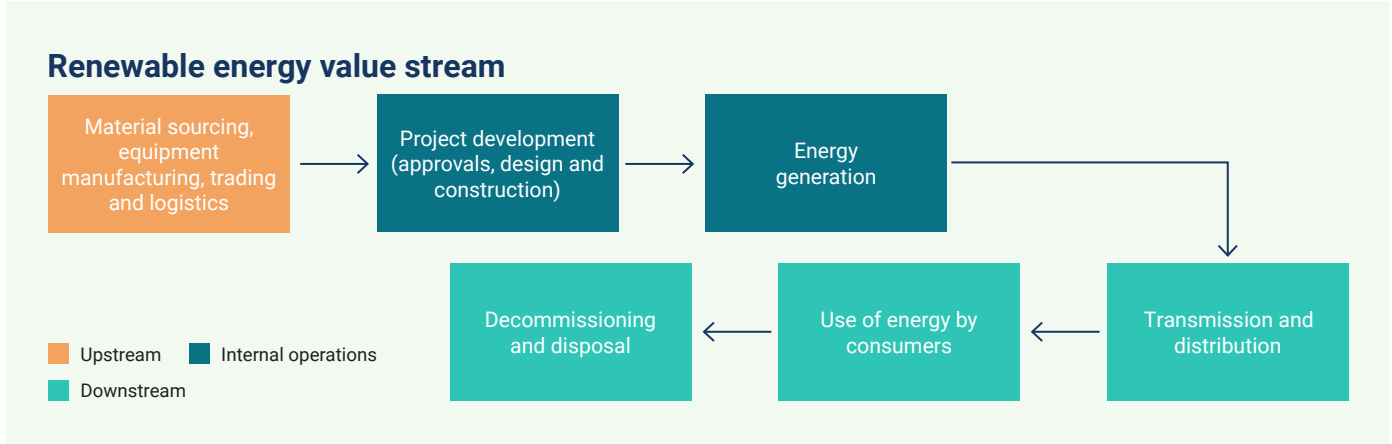 Renewable energy value stream
Material sourcing,
equipment
manufacturing, trading
and logistics
Project development
(approvals, design and
construction)
Energy
generation
Transmission and
distribution
Use of energy by
consumers
Decommissioning
and disposal
Upstream
Internal operations
Downstream